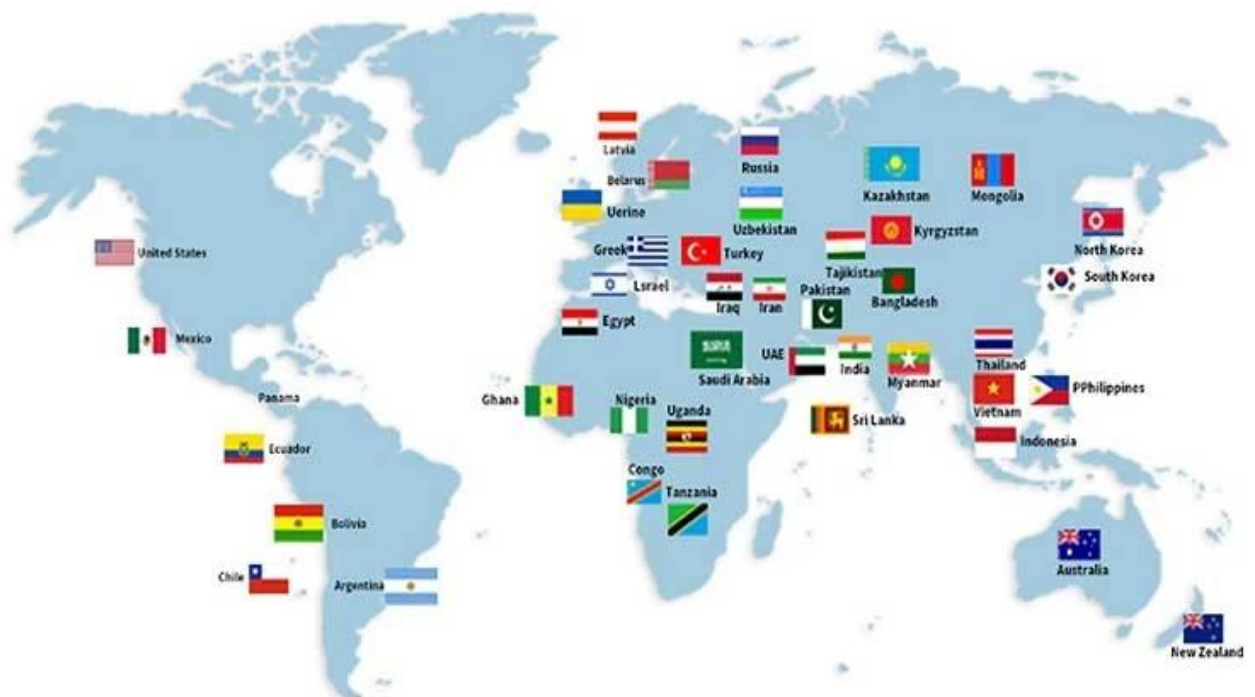 Latvia
Russia
Belarus
Kazakhstan
Mongolia
Uerine
Uzbekistan
Kyrgyzstan
North Korea
United States
Greek
Turkey
Tajikistan
South Korea
Lsrael
Iraq
Iran
Pakistan
Bangladesh
Egypt
Mexico
Saudi Arabia
UAE
India
Myanmar
Thailand
Panama
Ghana
Nigeria
Uganda
Sri Lanka
Vietnam
PPhilippines
Ecuador
Indonesia
Congo
Tanzania
Bolivia
Chile
Argentina
Australia
New Zealand